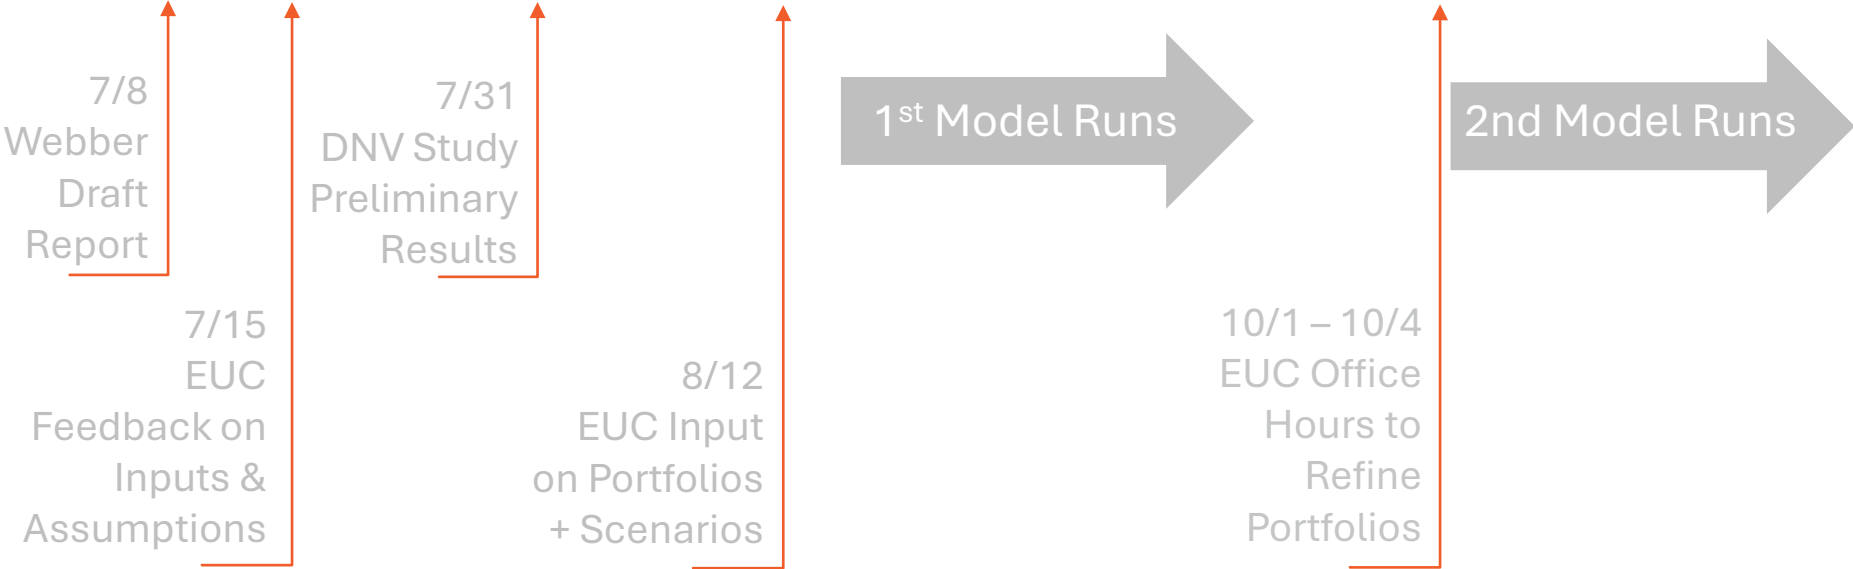 7/8
Webber
Draft
Report
7/15
EUC
Feedback on
Inputs &
Assumptions
7/31
DNV Study
Preliminary
Results
8/12
EUC Input
on Portfolios
+ Scenarios
1st Model Runs
10/1 – 10/4
EUC Office
Hours to
Refine
Portfolios
2nd Model Runs